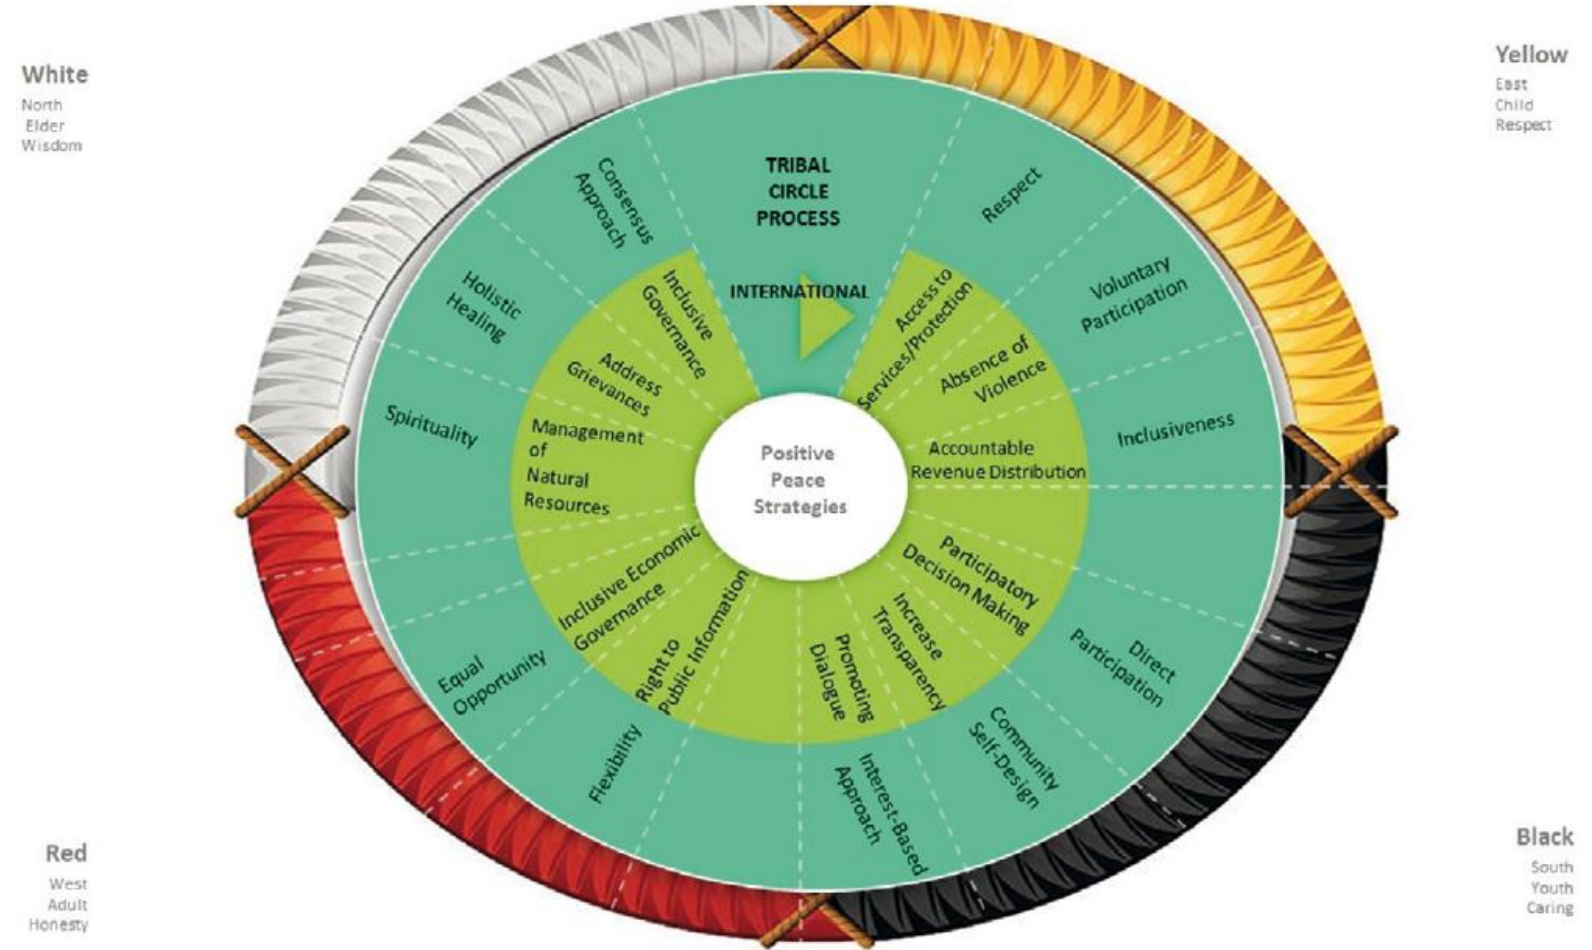 White
North
Elder
Wisdom
Yellow
East
Child
Respect
TRIBAL
CIRCLE
PROCESS
INTERNATIONAL
Respect
Voluntary
Participation
Inclusiveness
Direct
Participation
Community
Self-Design
Interest-Based
Approach
Flexibility
Equal
Opportunity
Spirituality
Holistic
Healing
Consensus
Approach
Access to
Services/Protection
Absence of
Violence
Accountable
Revenue Distribution
Participatory
Decision Making
Increase
Transparency
Promoting
Dialogue
Right to
Public Information
Inclusive Economic
Governance
Management
of
Natural
Resources
Address
Grievances
Inclusive
Governance
Positive
Peace
Strategies
Red
West
Adult
Honesty
Black
South
Youth
Caring